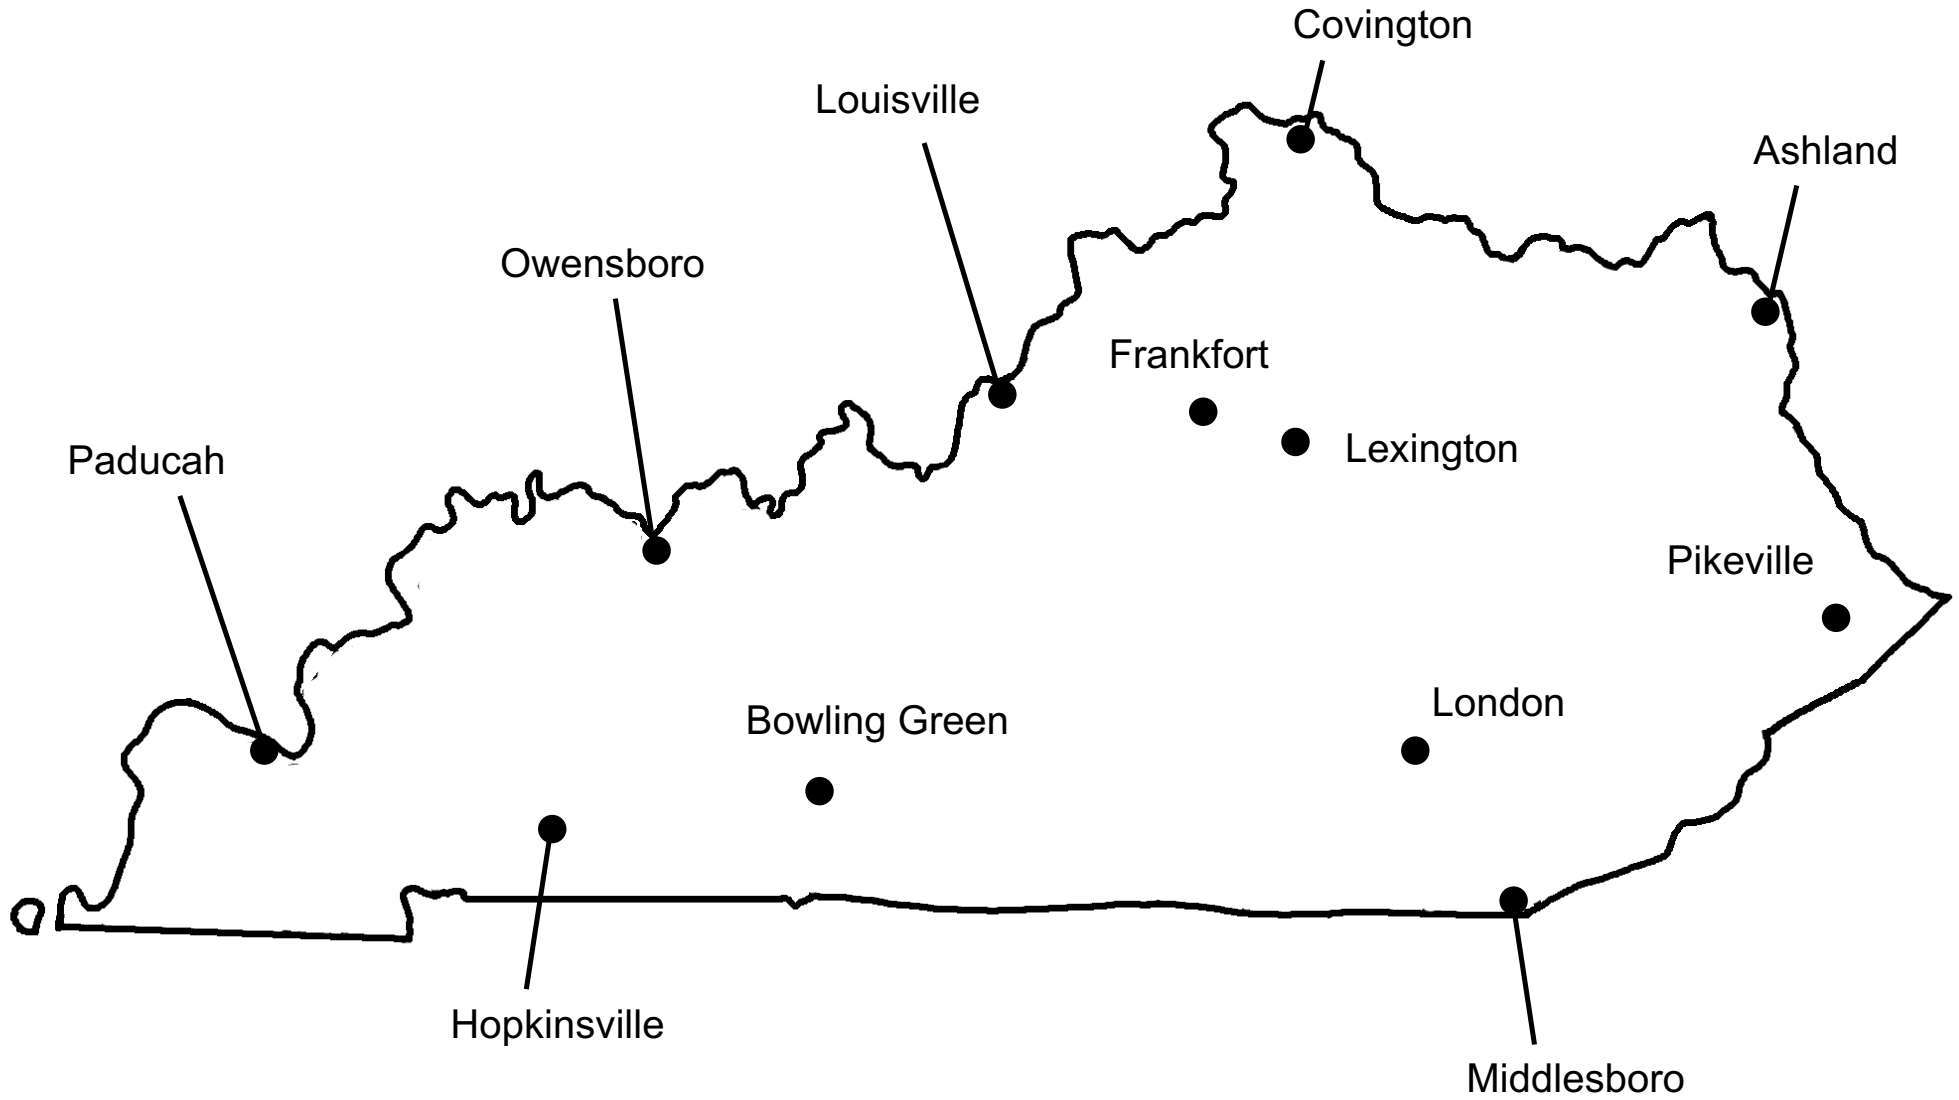 Covington
Louisville
Ashland
Owensboro
Frankfort
Lexington
Paducah
Pikeville
London
Bowling Green
Hopkinsville
Middlesboro